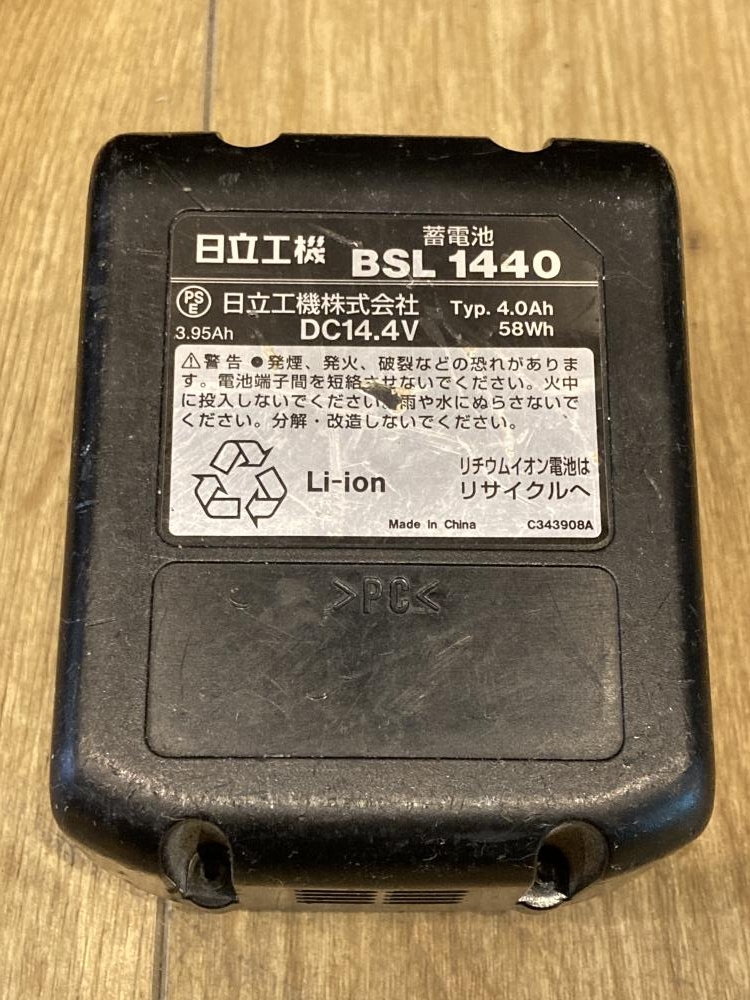 日立工機
蓄電池
BSL 1440
PSE 日立工機株式会社 Typ. 4.0Ah
3.95Ah DC14.4V 58Wh
⚠警告 ●発煙、発火、破裂などの恐れがありま
す。電池端子間を短絡させないでください。火中
に投入しないでください。雨や水にぬらさないで
ください。分解・改造しないでください。
Li-ion
リチウムイオン電池は
リサイクルへ
Made in China C343908A
>PC<